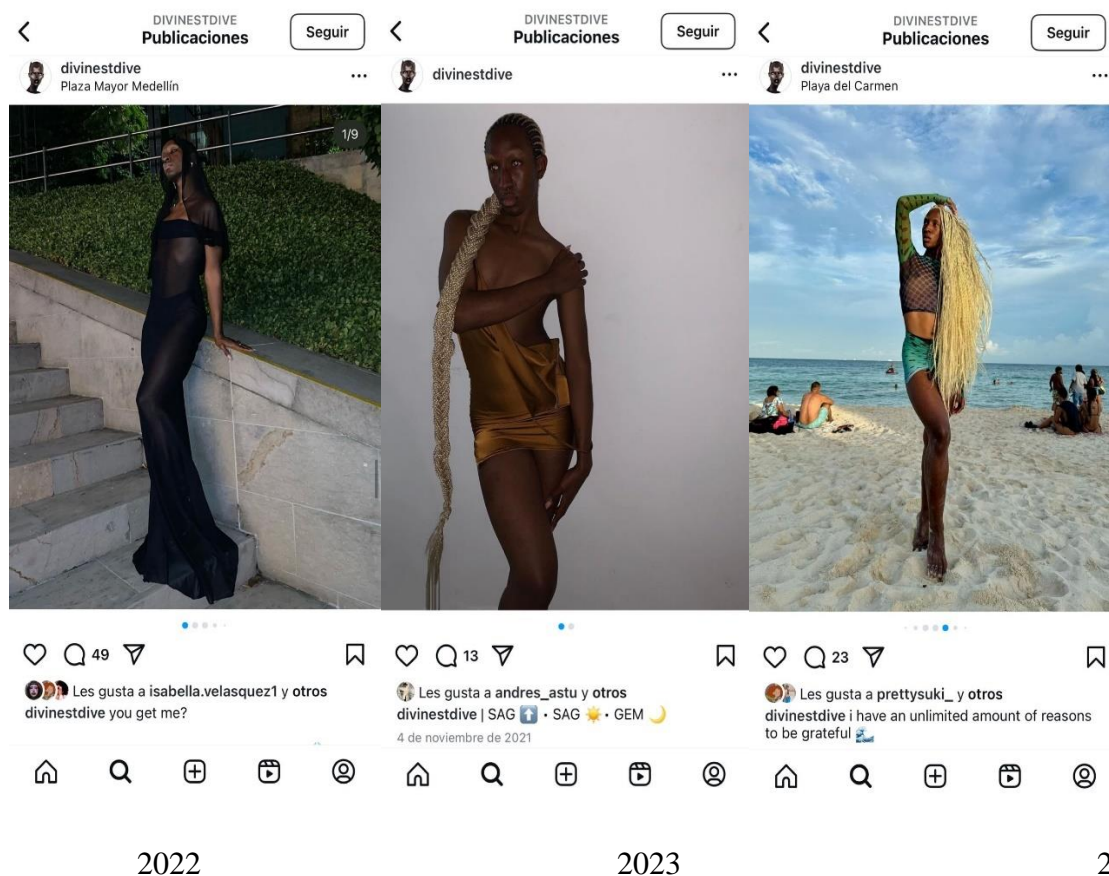 DIVINESTDIVE
Publicaciones
Seguir
divinestdive
Plaza Mayor Medellín
1/9
49
Les gusta a isabella.velasquez1 y otros
divinestdive you get me?
DIVINESTDIVE
Publicaciones
Seguir
divinestdive
13
Les gusta a andres_astu y otros
divinestdive | SAG ⬆️ • SAG ☀️ • GEM 🌙
4 de noviembre de 2021
DIVINESTDIVE
Publicaciones
Seguir
divinestdive
Playa del Carmen
23
Les gusta a prettysuki_ y otros
divinestdive i have an unlimited amount of reasons
to be grateful 🌊
2022
2023
2